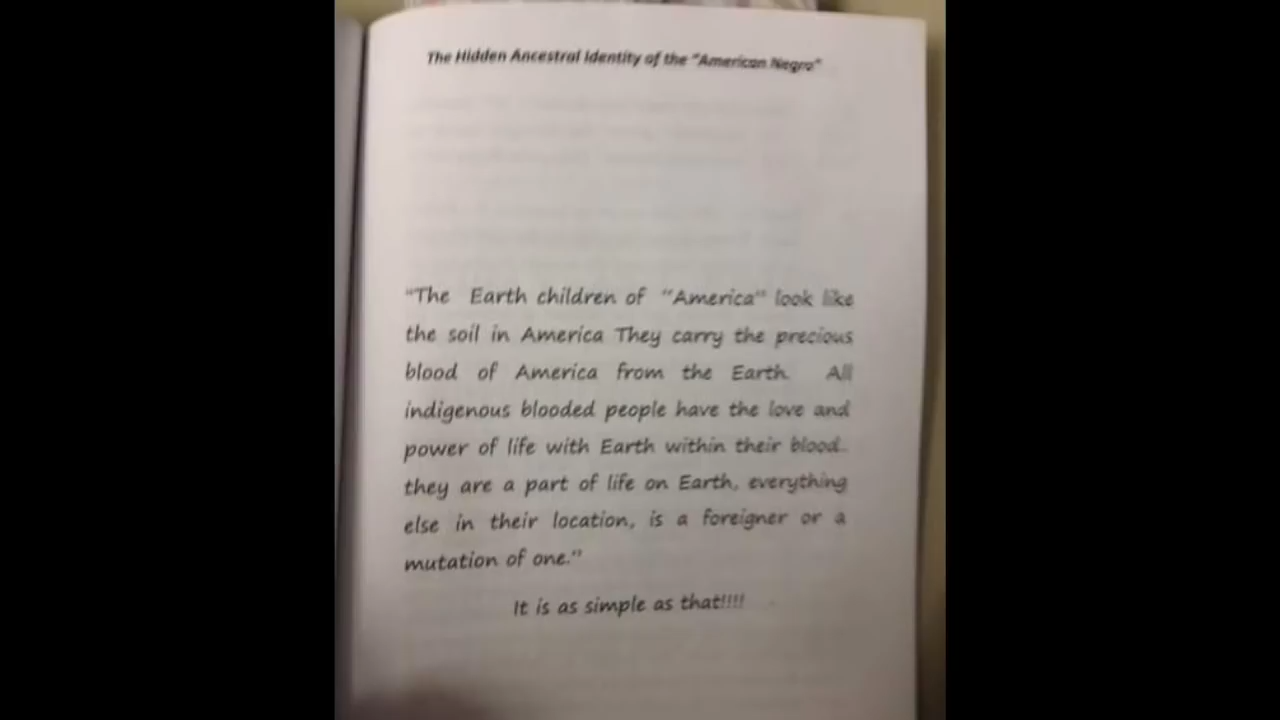 The Hidden Ancestral Identity of the "American Negro"
"The Earth children of "America" look like
the soil in America They carry the precious
blood of America from the Earth. All
indigenous blooded people have the love and
power of life with Earth within their blood..
they are a part of life on Earth, everything
else in their location, is a foreigner or a
mutation of one."
It is as simple as that!!!!